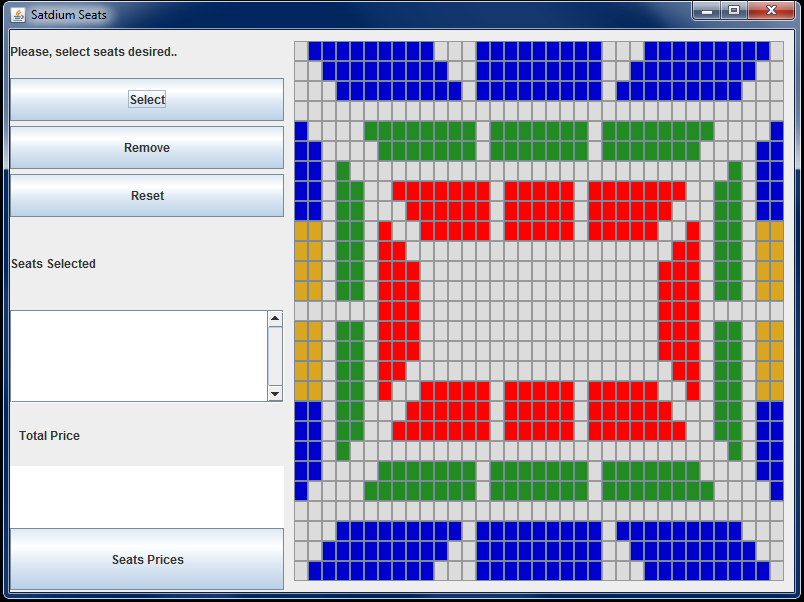 Satdium Seats
Please, select seats desired..
Select
Remove
Reset
Seats Selected
Total Price
Seats Prices